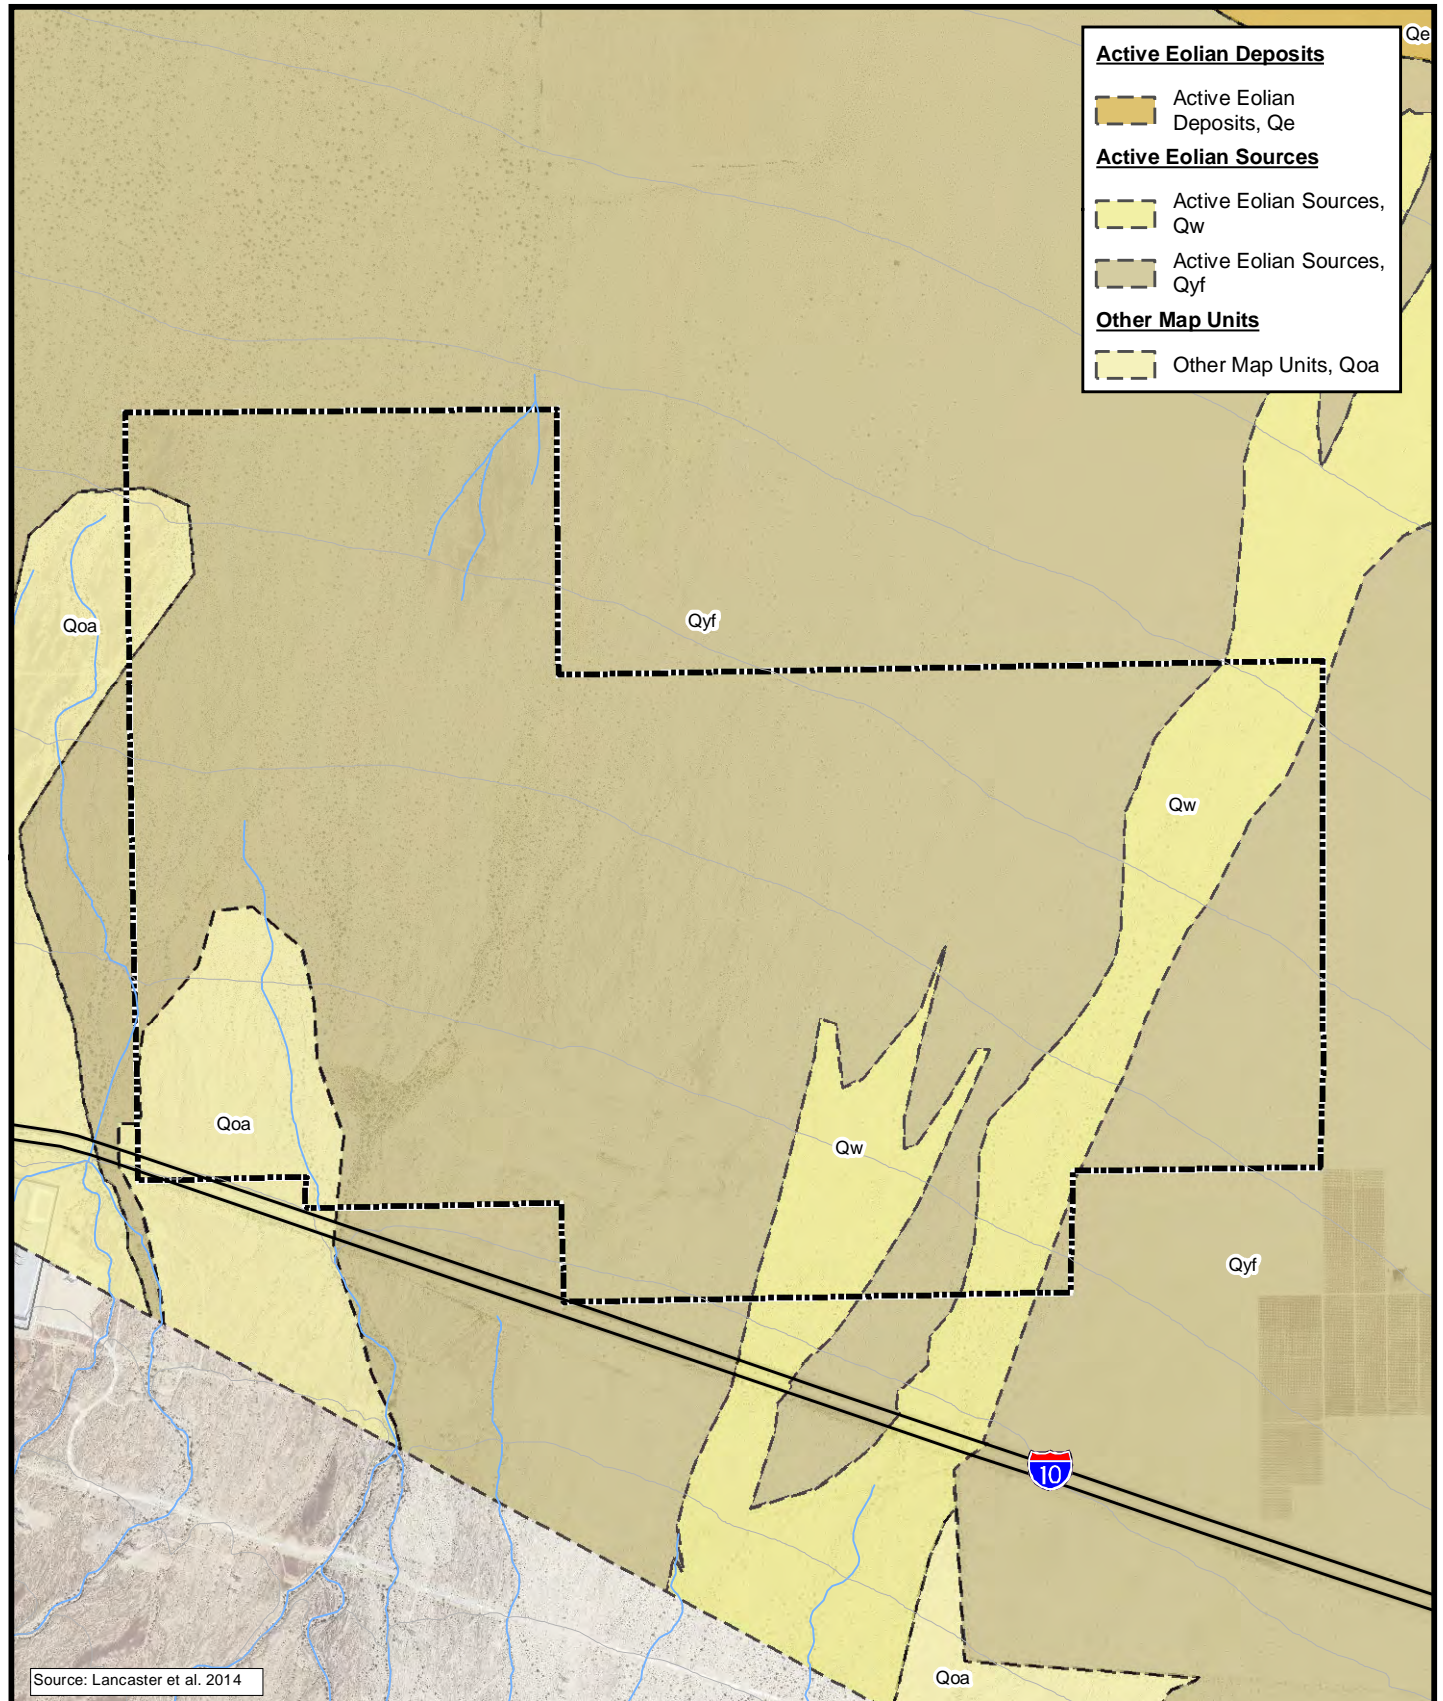 Qe
Active Eolian Deposits
Active Eolian
Deposits, Qe
Active Eolian Sources
Active Eolian Sources,
Qw
Active Eolian Sources,
Qyf
Other Map Units
Other Map Units, Qoa
Qoa
Qyf
Qw
Qoa
Qw
Qyf
10
Qoa
Source: Lancaster et al. 2014